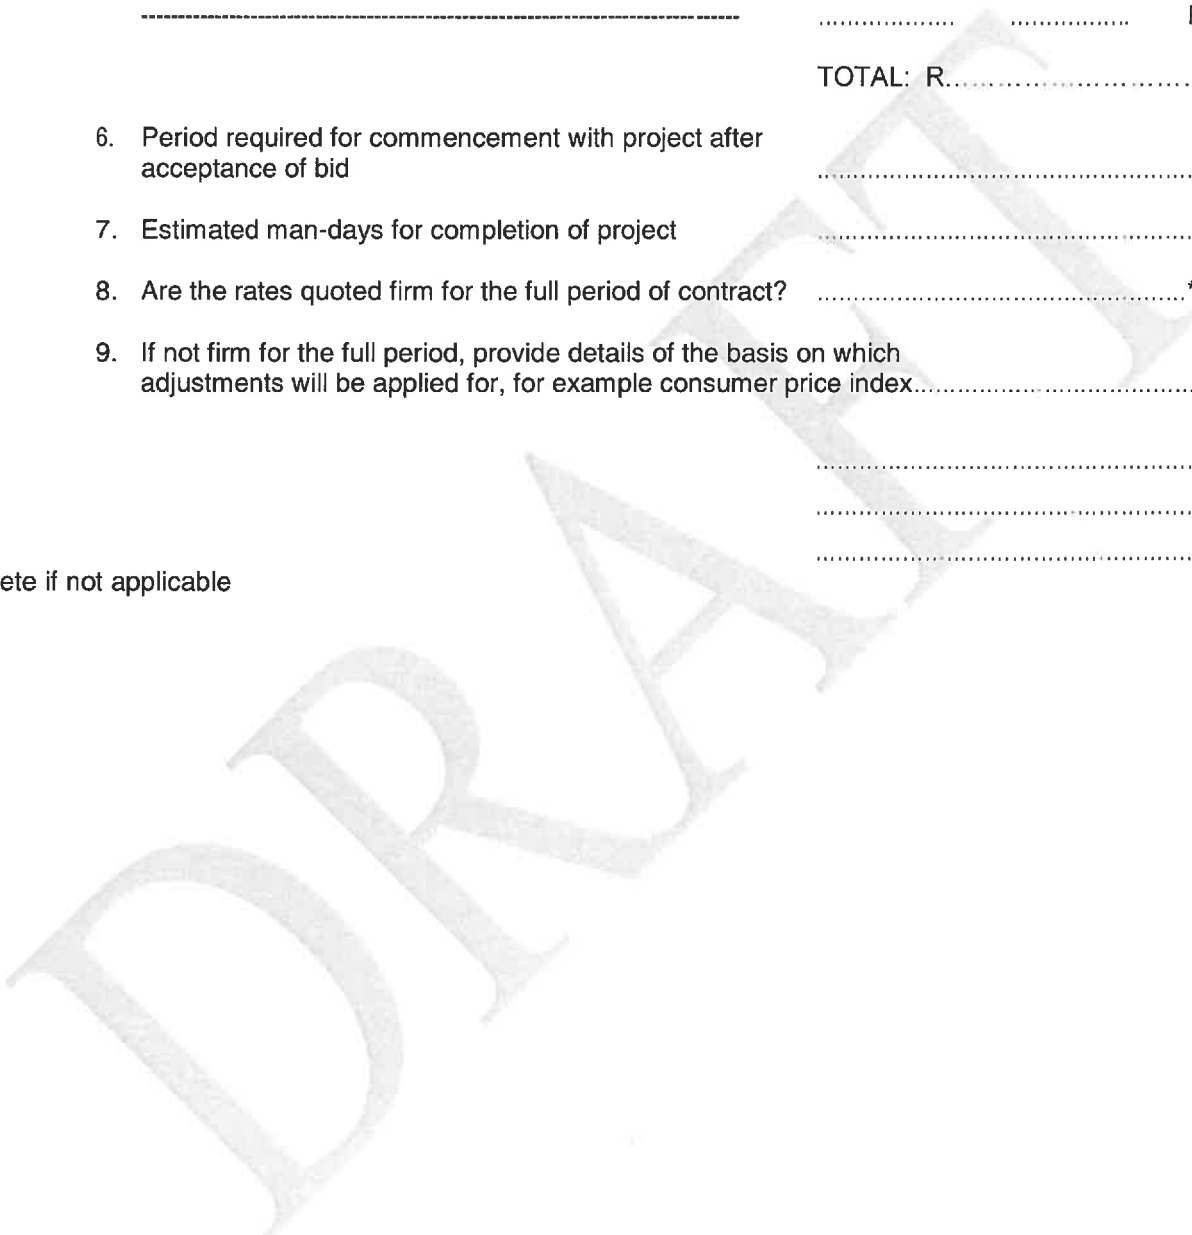 ---------------------------------------------------------------- .................. ................
TOTAL: R..................................
6. Period required for commencement with project after
acceptance of bid ..................................................
7. Estimated man-days for completion of project ..................................................
8. Are the rates quoted firm for the full period of contract? ..................................................*
9. If not firm for the full period, provide details of the basis on which
adjustments will be applied for, for example consumer price index......................................
..................................................
..................................................
..................................................
ete if not applicable
DRAFT